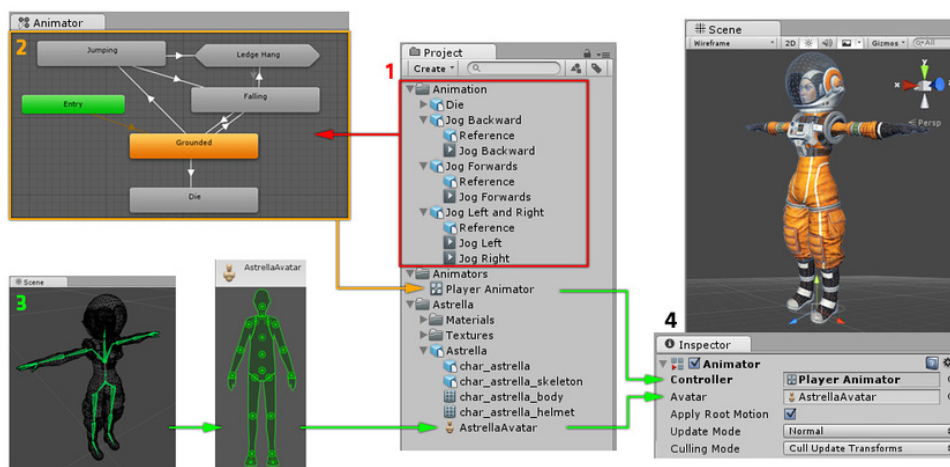 Animator
2
Jumping
Ledge Hang
Falling
Entry
Grounded
Die
1
Project
Create
Animation
Die
Jog Backward
Reference
Jog Backward
Jog Forwards
Reference
Jog Forwards
Jog Left and Right
Reference
Jog Left
Jog Right
Animators
Player Animator
Astrella
Materials
Textures
Astrella
char_astrella
char_astrella_skeleton
char_astrella_body
char_astrella_helmet
AstrellaAvatar
Scene
Wireframe
2D
Gizmos
All
y
x
z
Persp
Scene
3
AstrellaAvatar
4
Inspector
Animator
Controller
Player Animator
Avatar
AstrellaAvatar
Apply Root Motion
Update Mode
Normal
Culling Mode
Cull Update Transforms